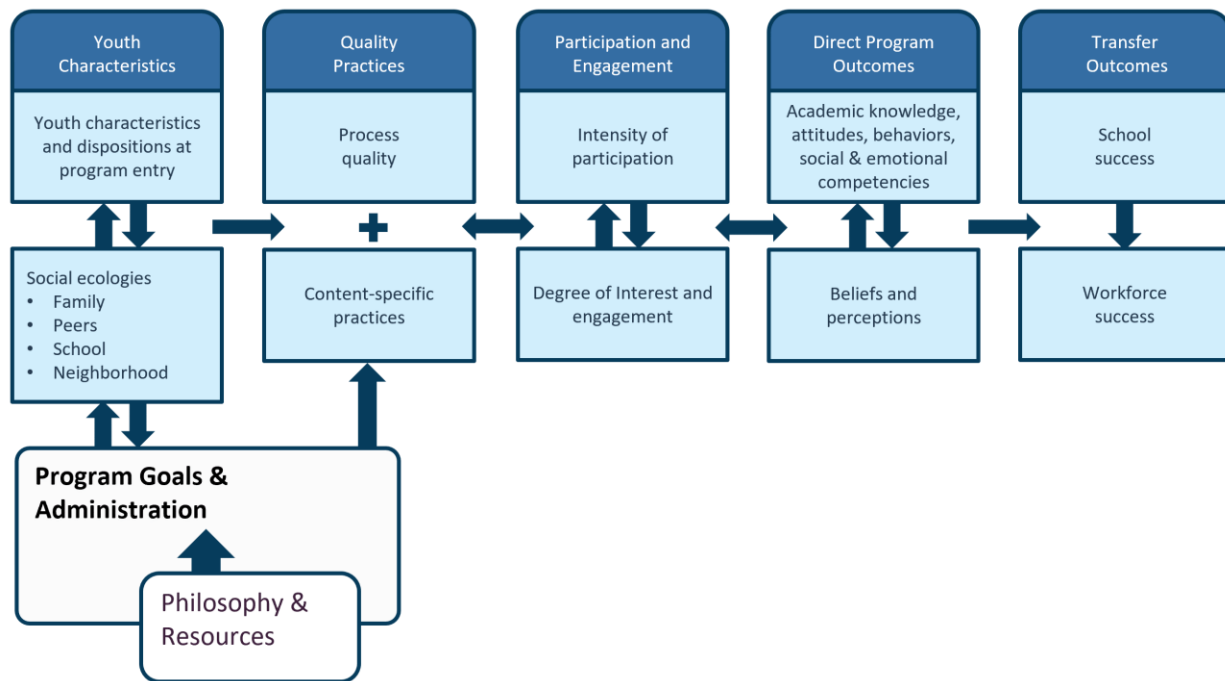 Youth
Characteristics
Youth characteristics
and dispositions at
program entry
Social ecologies
• Family
• Peers
• School
• Neighborhood
Quality
Practices
Process
quality
+
Content-specific
practices
Participation and
Engagement
Intensity of
participation
Degree of Interest and
engagement
Direct Program
Outcomes
Academic knowledge,
attitudes, behaviors,
social & emotional
competencies
Beliefs and
perceptions
Transfer
Outcomes
School
success
Workforce
success
Program Goals &
Administration
Philosophy &
Resources